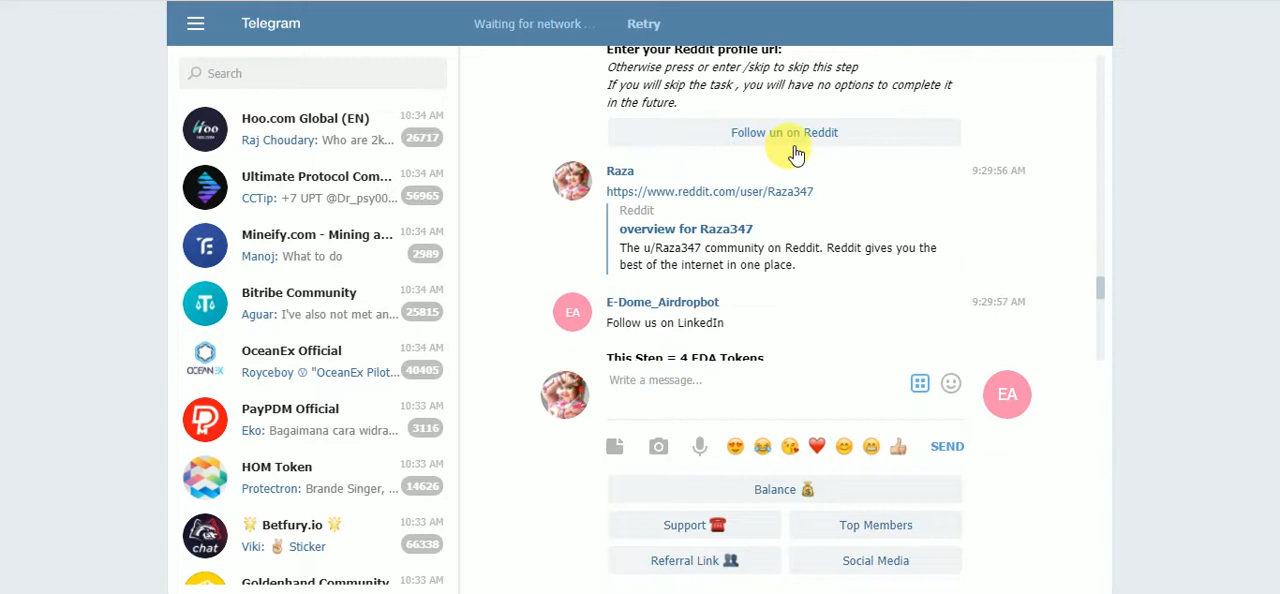 Telegram
Waiting for network ...
Retry
Search
Hoo.com Global (EN)
10:34 AM
Raj Choudary: Who are 2k...
26717
Ultimate Protocol Com...
10:34 AM
CCTip: +7 UPT @Dr_psy00...
56965
Mineify.com - Mining a...
10:34 AM
Manoj: What to do
2989
Bitribe Community
10:34 AM
Aguar: I've also not met an...
25815
OceanEx Official
10:34 AM
Royceboy Ⓥ "OceanEx Pilot...
40405
PayPDM Official
10:33 AM
Eko: Bagaimana cara widra...
3116
HOM Token
10:33 AM
Protectron: Brande Singer, ...
14626
Betfury.io
10:33 AM
Viki: ✌🏼 Sticker
66338
Goldenhand Community
10:33 AM
Enter your Reddit profile url:
Otherwise press or enter /skip to skip this step
If you will skip the task , you will have no options to complete it
in the future.
Follow un on Reddit
Raza
9:29:56 AM
https://www.reddit.com/user/Raza347
Reddit
overview for Raza347
The u/Raza347 community on Reddit. Reddit gives you the
best of the internet in one place.
EA
E-Dome_Airdropbot
9:29:57 AM
Follow us on LinkedIn
This Step = 4 EDA Tokens
Write a message...
EA
SEND
Balance 💰
Support ☎️
Top Members
Referral Link 👥
Social Media